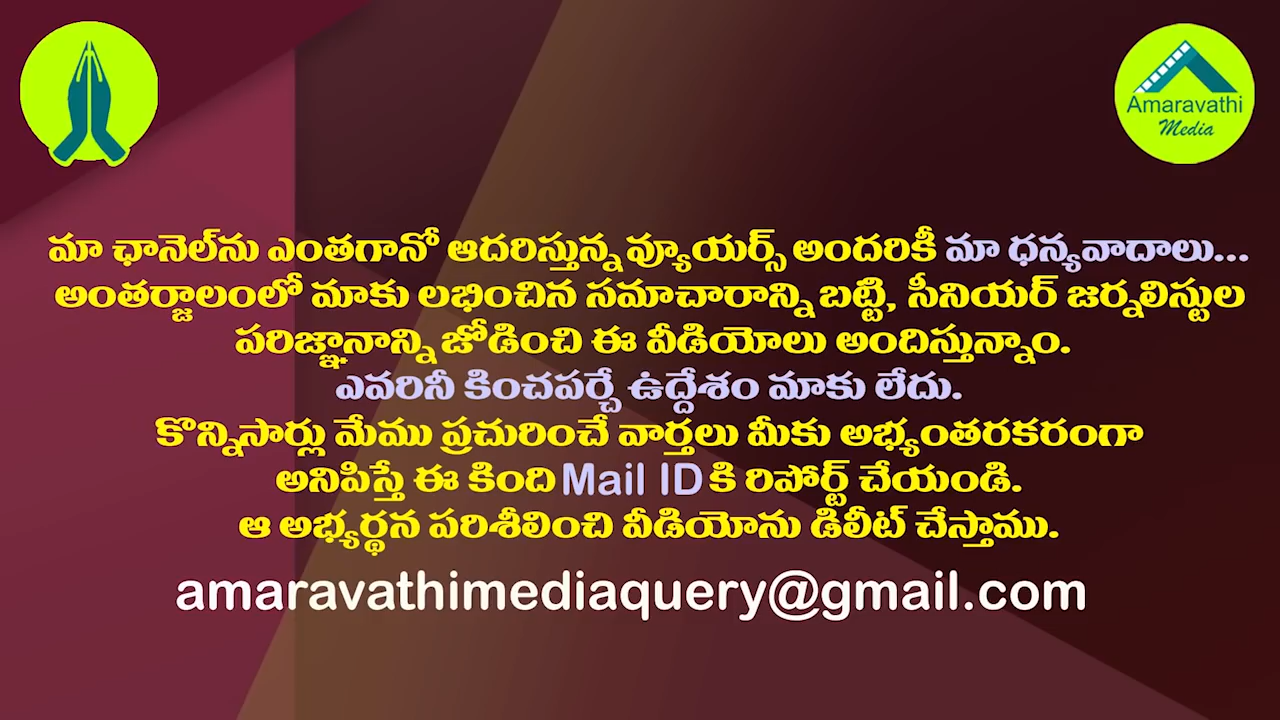 Amaravathi
Media
మా ఛానెల్‌ను ఎంతగానో ఆదరిస్తున్న వ్యూయర్స్ అందరికీ మా ధన్యవాదాలు...
అంతర్జాలంలో మాకు లభించిన సమాచారాన్ని బట్టి, సీనియర్ జర్నలిస్టుల
పరిజ్ఞానాన్ని జోడించి ఈ వీడియోలు అందిస్తున్నాం.
ఎవరినీ కించపర్చే ఉద్దేశం మాకు లేదు.
కొన్నిసార్లు మేము ప్రచురించే వార్తలు మీకు అభ్యంతరకరంగా
అనిపిస్తే ఈ కింది Mail ID కి రిపోర్ట్ చేయండి.
ఆ అభ్యర్థన పరిశీలించి వీడియోను డిలీట్ చేస్తాము.
amaravathimediaquery@gmail.com